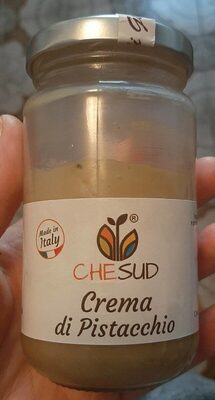 Made in
Italy
®
CHESUD
Crema
di Pistacchio